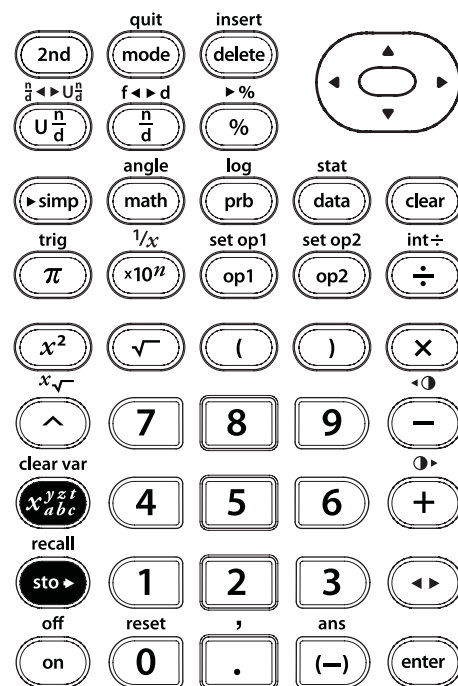 quit insert
2nd mode delete
n/d ◄► U n/d f ◄► d ► %
U n/d n/d %
angle log stat
► simp math prb data clear
trig 1/x set op1 set op2 int÷
π ×10ⁿ op1 op2 ÷
x² √ ( ) ×
ˣ√ ◄◑
^ 7 8 9 −
clear var ◑►
x y z t a b c 4 5 6 +
recall
sto ► 1 2 3 ◄►
off reset , ans
on 0 . (−) enter